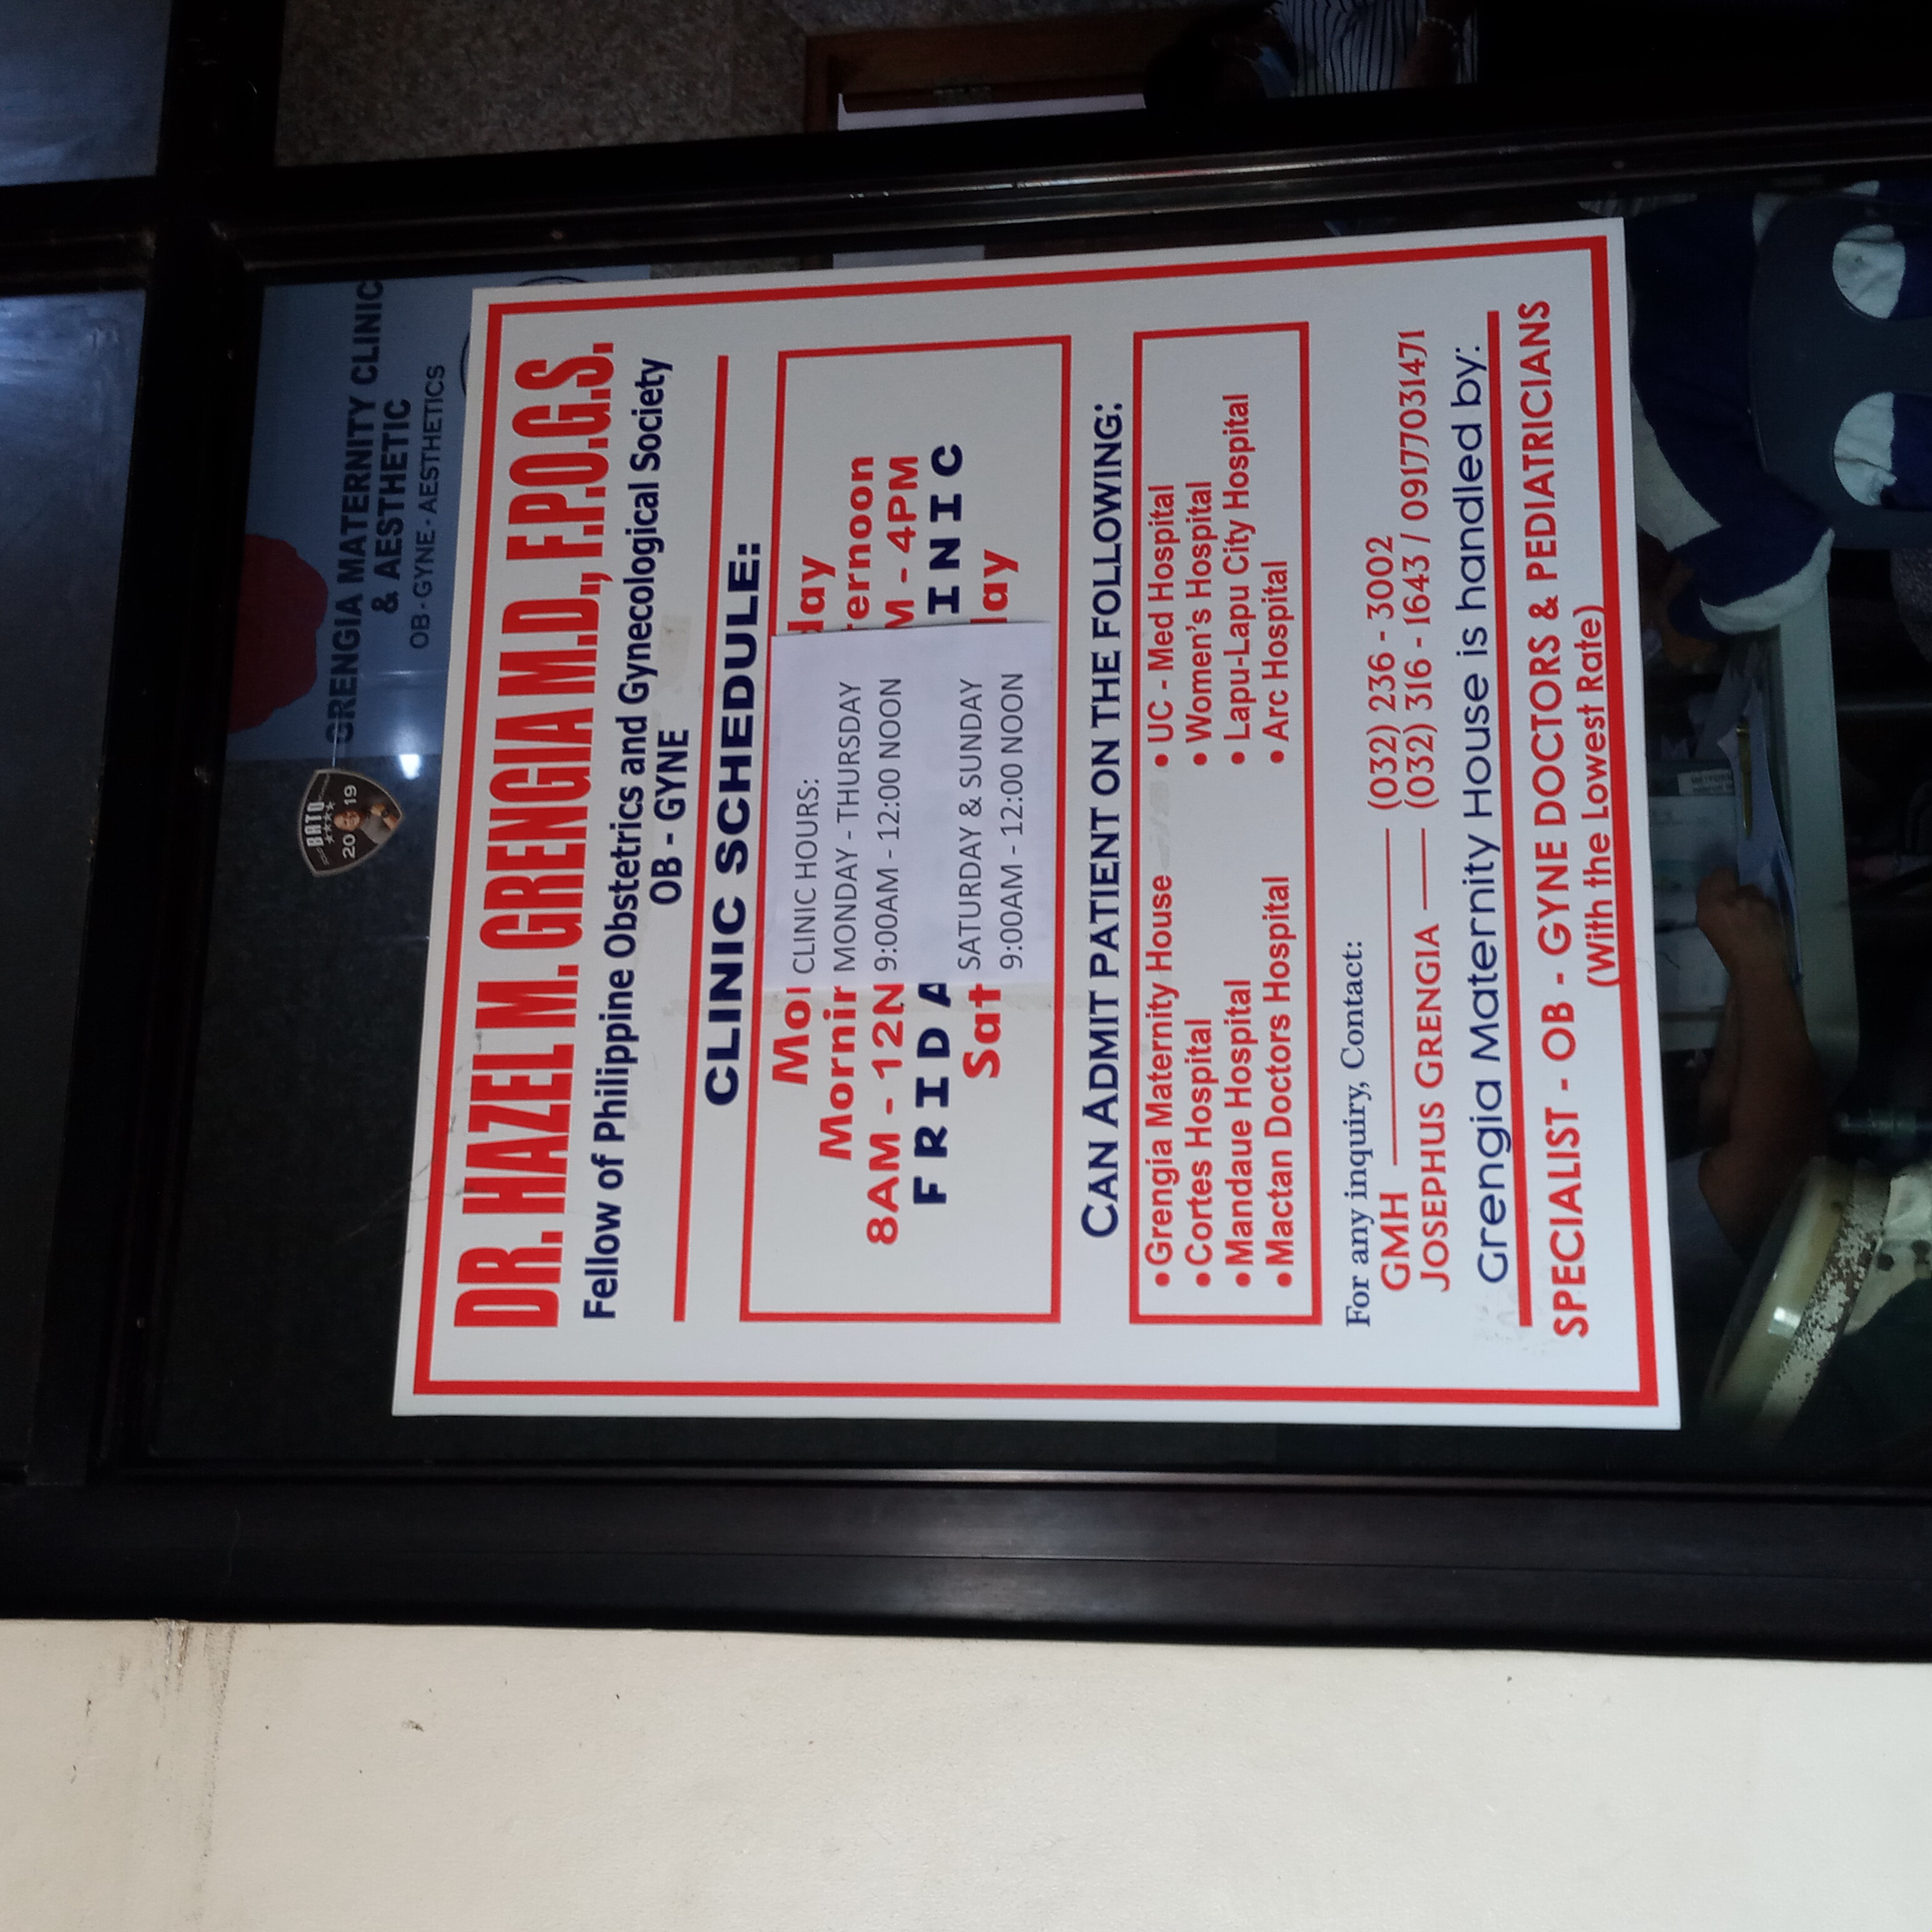 GRENGIA MATERNITY CLINIC
& AESTHETIC
OB - GYNE - AESTHETICS
BATO
20 19
DR. HAZEL M. GRENGIA M.D., F.P.O.G.S.
Fellow of Philippine Obstetrics and Gynecological Society
OB - GYNE
CLINIC SCHEDULE:
CLINIC HOURS:
MONDAY - THURSDAY
9:00AM - 12:00 NOON
SATURDAY & SUNDAY
9:00AM - 12:00 NOON
Mo day
Mornin ernoon
8AM - 12N M - 4PM
FRIDA INIC
Sat day
CAN ADMIT PATIENT ON THE FOLLOWING:
• Grengia Maternity House
• Cortes Hospital
• Mandaue Hospital
• Mactan Doctors Hospital
• UC - Med Hospital
• Women's Hospital
• Lapu-Lapu City Hospital
• Arc Hospital
For any inquiry, Contact:
GMH (032) 236 - 3002
JOSEPHUS GRENGIA (032) 316 - 1643 / 09177031471
Grengia Maternity House is handled by:
SPECIALIST - OB - GYNE DOCTORS & PEDIATRICIANS
(With the Lowest Rate)